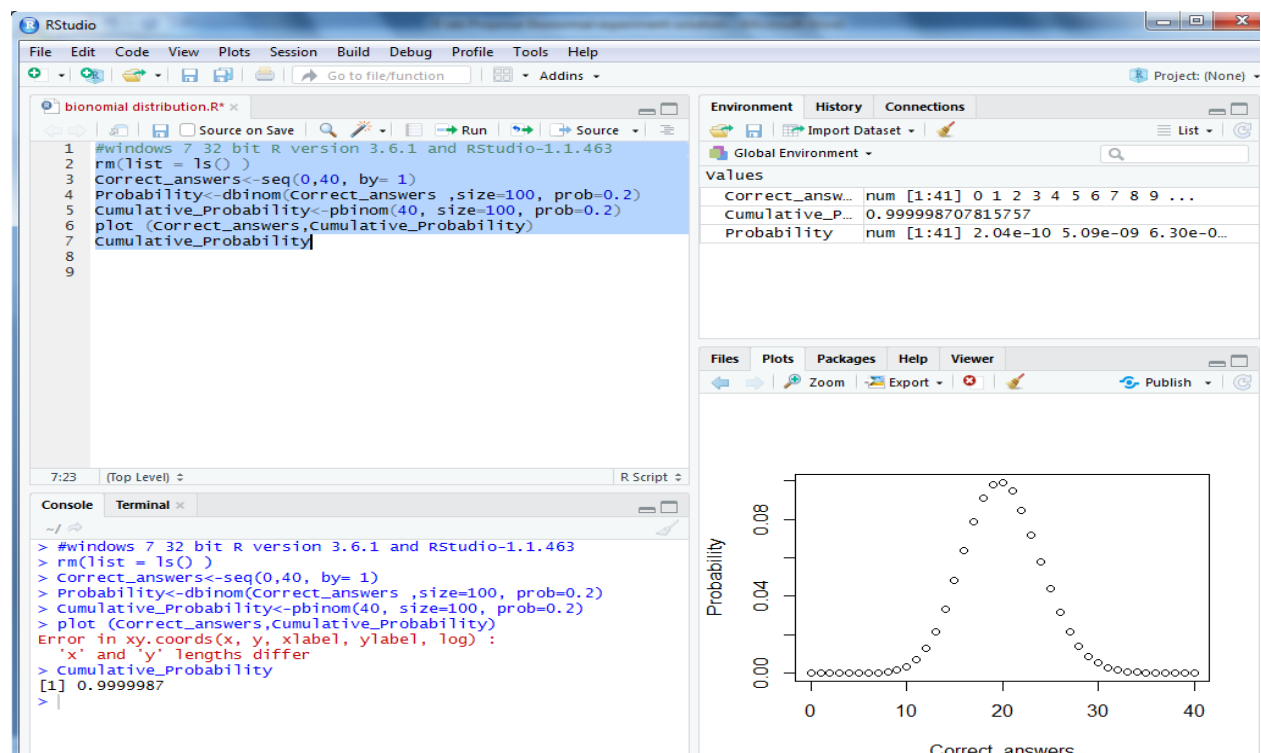 RStudio
File Edit Code View Plots Session Build Debug Profile Tools Help
Go to file/function
Addins
Project: (None)
bionomial distribution.R*
Source on Save
Run
Source
1 #windows 7 32 bit R version 3.6.1 and RStudio-1.1.463
2 rm(list = ls() )
3 Correct_answers<-seq(0,40, by= 1)
4 Probability<-dbinom(Correct_answers ,size=100, prob=0.2)
5 Cumulative_Probability<-pbinom(40, size=100, prob=0.2)
6 plot (Correct_answers,Cumulative_Probability)
7 Cumulative_Probability
8
9
7:23 (Top Level) R Script
Console Terminal
~/
> #windows 7 32 bit R version 3.6.1 and RStudio-1.1.463
> rm(list = ls() )
> Correct_answers<-seq(0,40, by= 1)
> Probability<-dbinom(Correct_answers ,size=100, prob=0.2)
> Cumulative_Probability<-pbinom(40, size=100, prob=0.2)
> plot (Correct_answers,Cumulative_Probability)
Error in xy.coords(x, y, xlabel, ylabel, log) :
'x' and 'y' lengths differ
> Cumulative_Probability
[1] 0.9999987
>
Environment History Connections
Import Dataset
List
Global Environment
Values
Correct_answ… num [1:41] 0 1 2 3 4 5 6 7 8 9 ...
Cumulative_P… 0.999998707815757
Probability num [1:41] 2.04e-10 5.09e-09 6.30e-0…
Files Plots Packages Help Viewer
Zoom Export Publish
Probability
0.08
0.04
0.00
0 10 20 30 40
Correct_answers